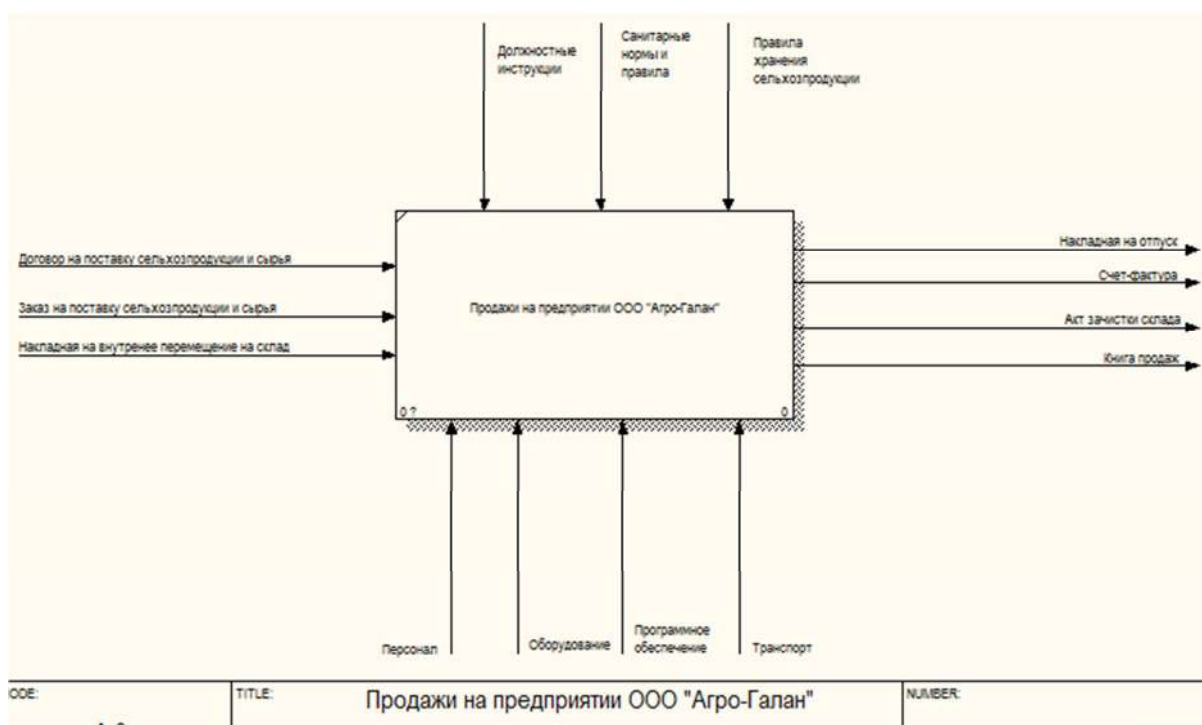 Должностные
инструкции
Санитарные
нормы и
правила
Правила
хранения
сельхозпродукции
Договор на поставку сельхозпродукции и сырья
Заказ на поставку сельхозпродукции и сырья
Накладная на внутренее перемещение на склад
Продажи на предприятии ООО "Агро-Галан"
0 ?
0
Накладная на отпуск
Счет-фактура
Акт зачистки склада
Книга продаж
Персонал
Оборудование
Программное
обеспечение
Транспорт
ODE:
TITLE:
Продажи на предприятии ООО "Агро-Галан"
NUMBER: